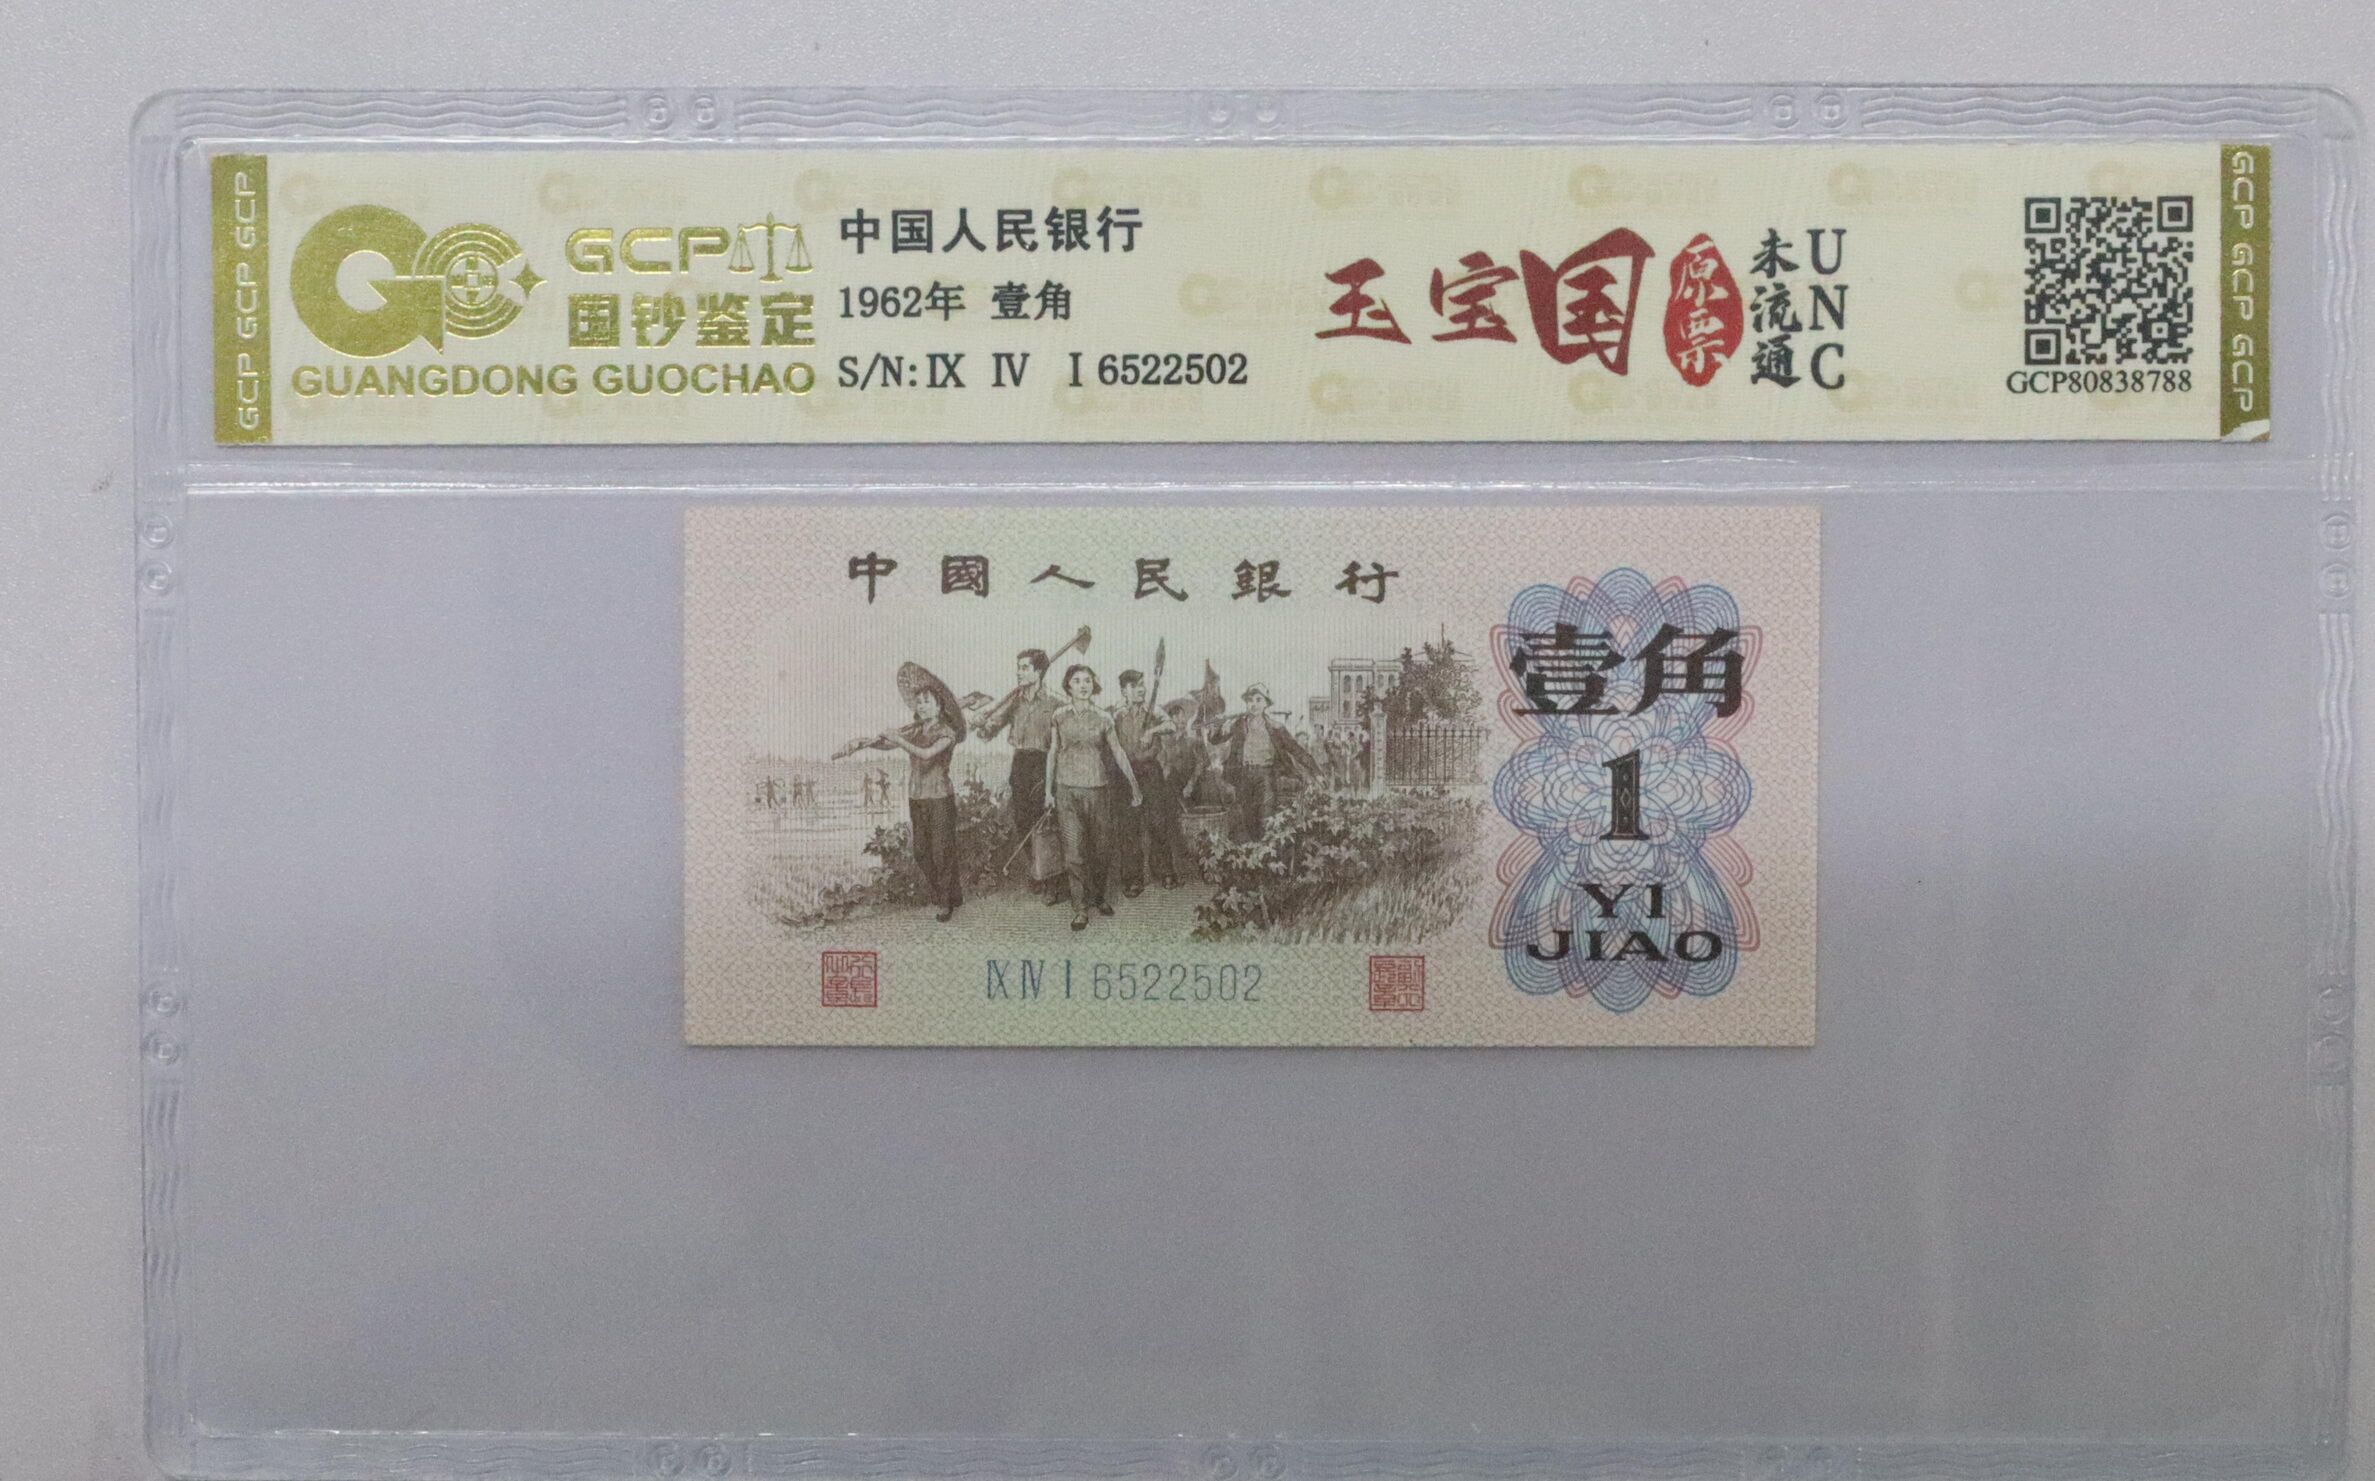 GCP GCP GCP
GCP
国钞鉴定
GUANGDONG GUOCHAO
中国人民银行
1962年 壹角
S/N: IX IV I 6522502
玉宝国
原票
未流通
UNC
GCP80838788
GCP GCP GCP GCP
中國人民銀行
壹角
1
YI
JIAO
IX IV I 6522502